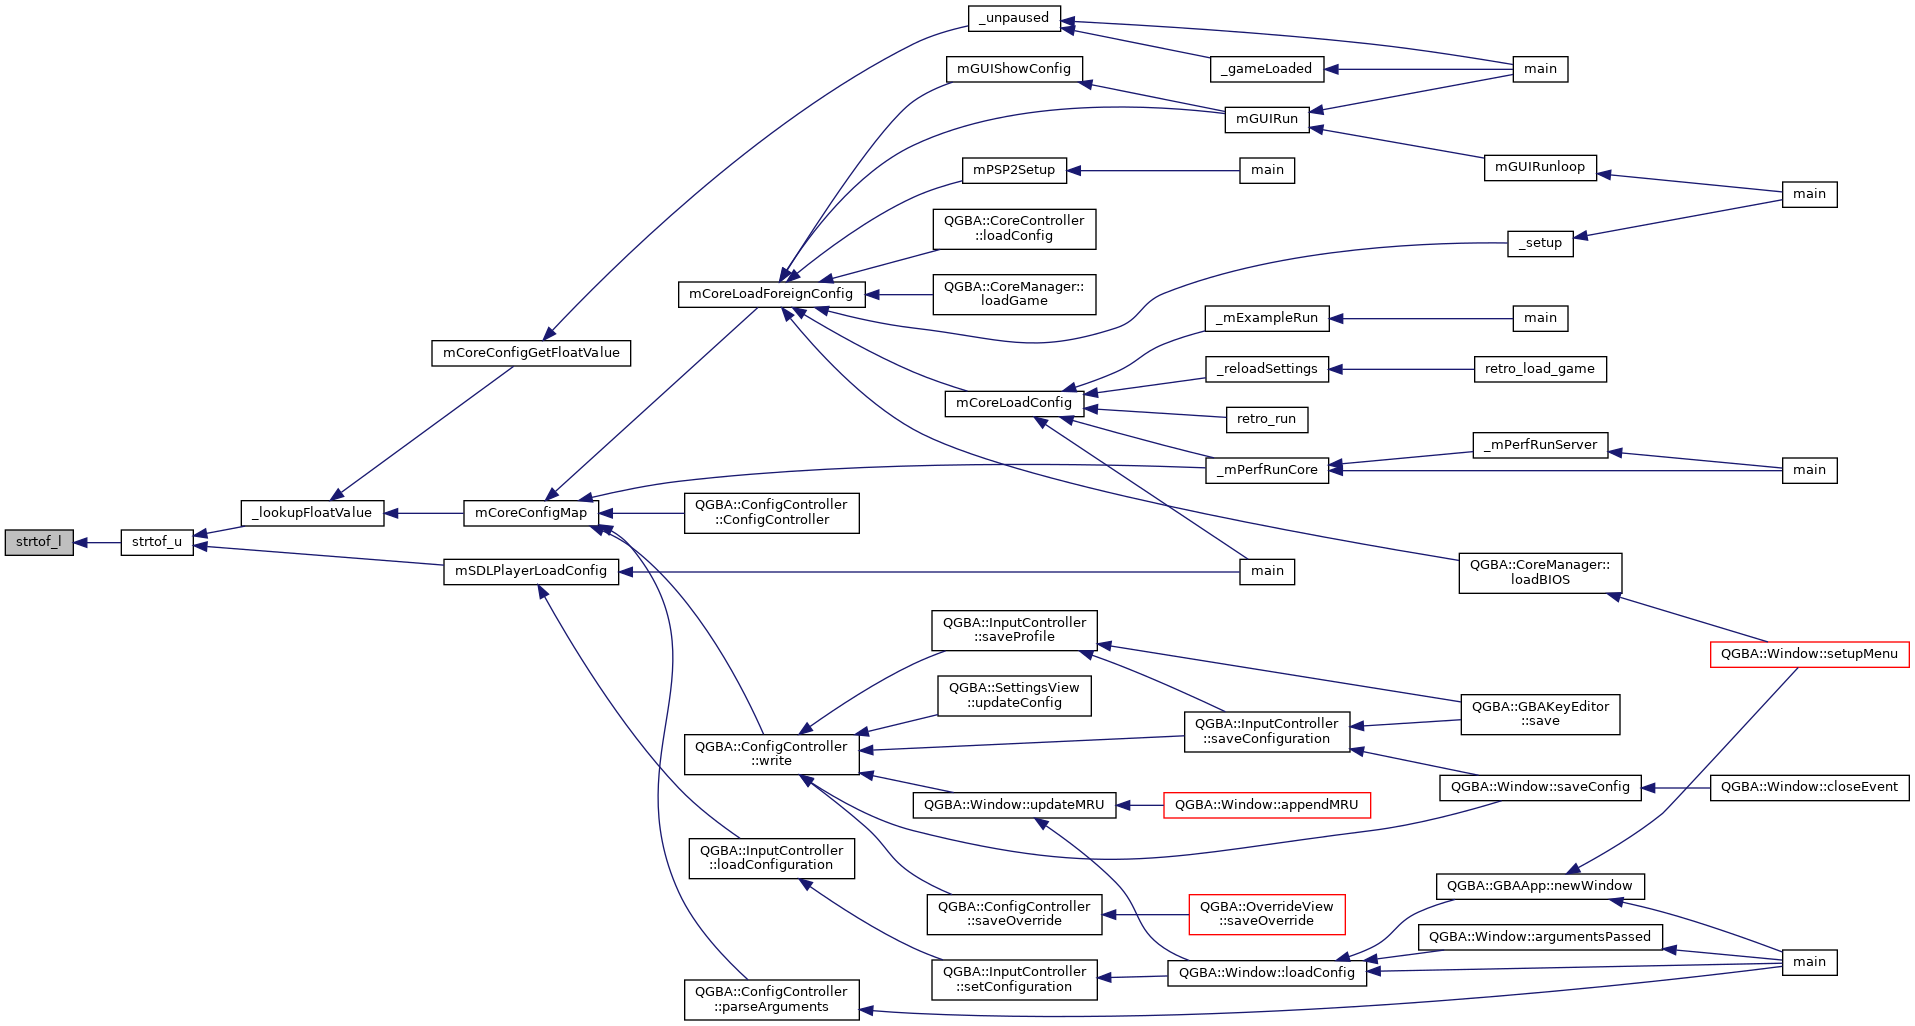 _unpaused
mGUIShowConfig
_gameLoaded
main
mGUIRun
mPSP2Setup
main
mGUIRunloop
main
QGBA::CoreController
::loadConfig
_setup
mCoreLoadForeignConfig
QGBA::CoreManager::
loadGame
_mExampleRun
main
mCoreConfigGetFloatValue
_reloadSettings
retro_load_game
mCoreLoadConfig
retro_run
_mPerfRunServer
_mPerfRunCore
main
_lookupFloatValue
mCoreConfigMap
QGBA::ConfigController
::ConfigController
strtof_l
strtof_u
mSDLPlayerLoadConfig
main
QGBA::CoreManager::
loadBIOS
QGBA::InputController
::saveProfile
QGBA::Window::setupMenu
QGBA::SettingsView
::updateConfig
QGBA::GBAKeyEditor
::save
QGBA::InputController
::saveConfiguration
QGBA::ConfigController
::write
QGBA::Window::saveConfig
QGBA::Window::closeEvent
QGBA::Window::updateMRU
QGBA::Window::appendMRU
QGBA::InputController
::loadConfiguration
QGBA::GBAApp::newWindow
QGBA::ConfigController
::saveOverride
QGBA::OverrideView
::saveOverride
QGBA::Window::argumentsPassed
main
QGBA::InputController
::setConfiguration
QGBA::Window::loadConfig
QGBA::ConfigController
::parseArguments